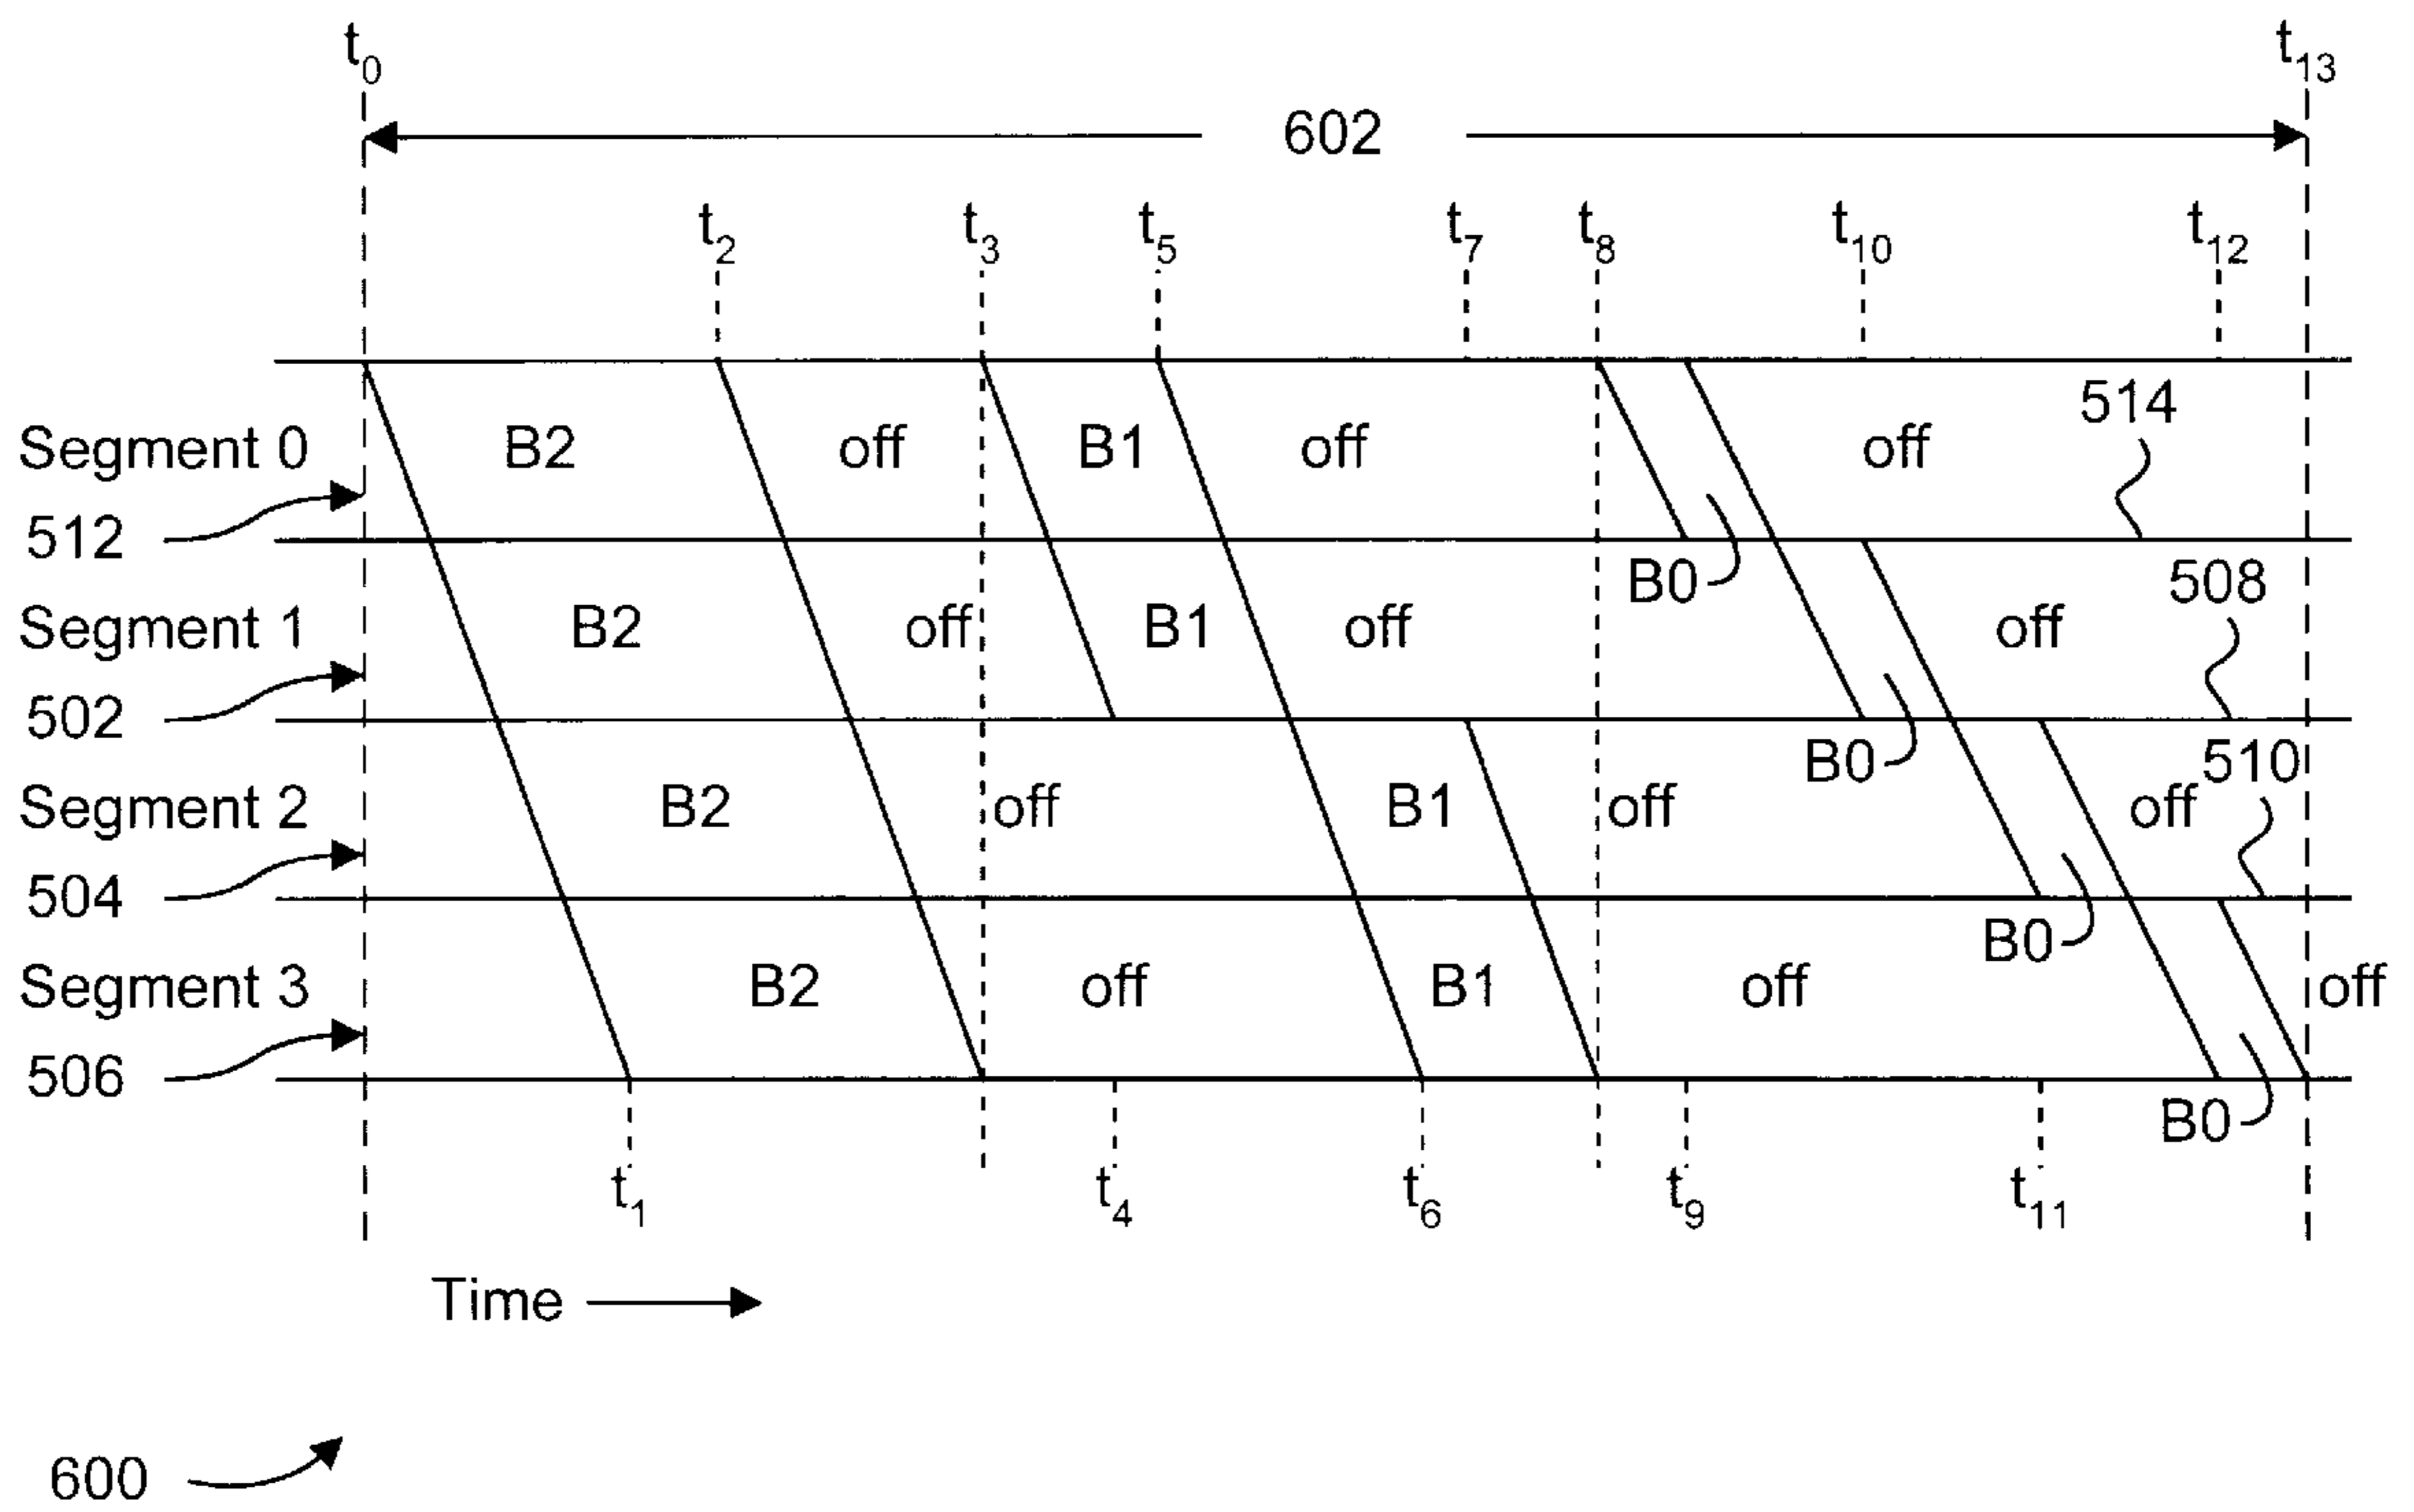 t0 t13
602
t2 t3 t5 t7 t8 t10 t12
514
Segment 0 B2 off B1 off off
512
B0 508
Segment 1 B2 off B1 off off
502
B0 510
Segment 2 B2 off B1 off off
504
B0
Segment 3 B2 off B1 off off
506
B0
t1 t4 t6 t9 t11
Time
600